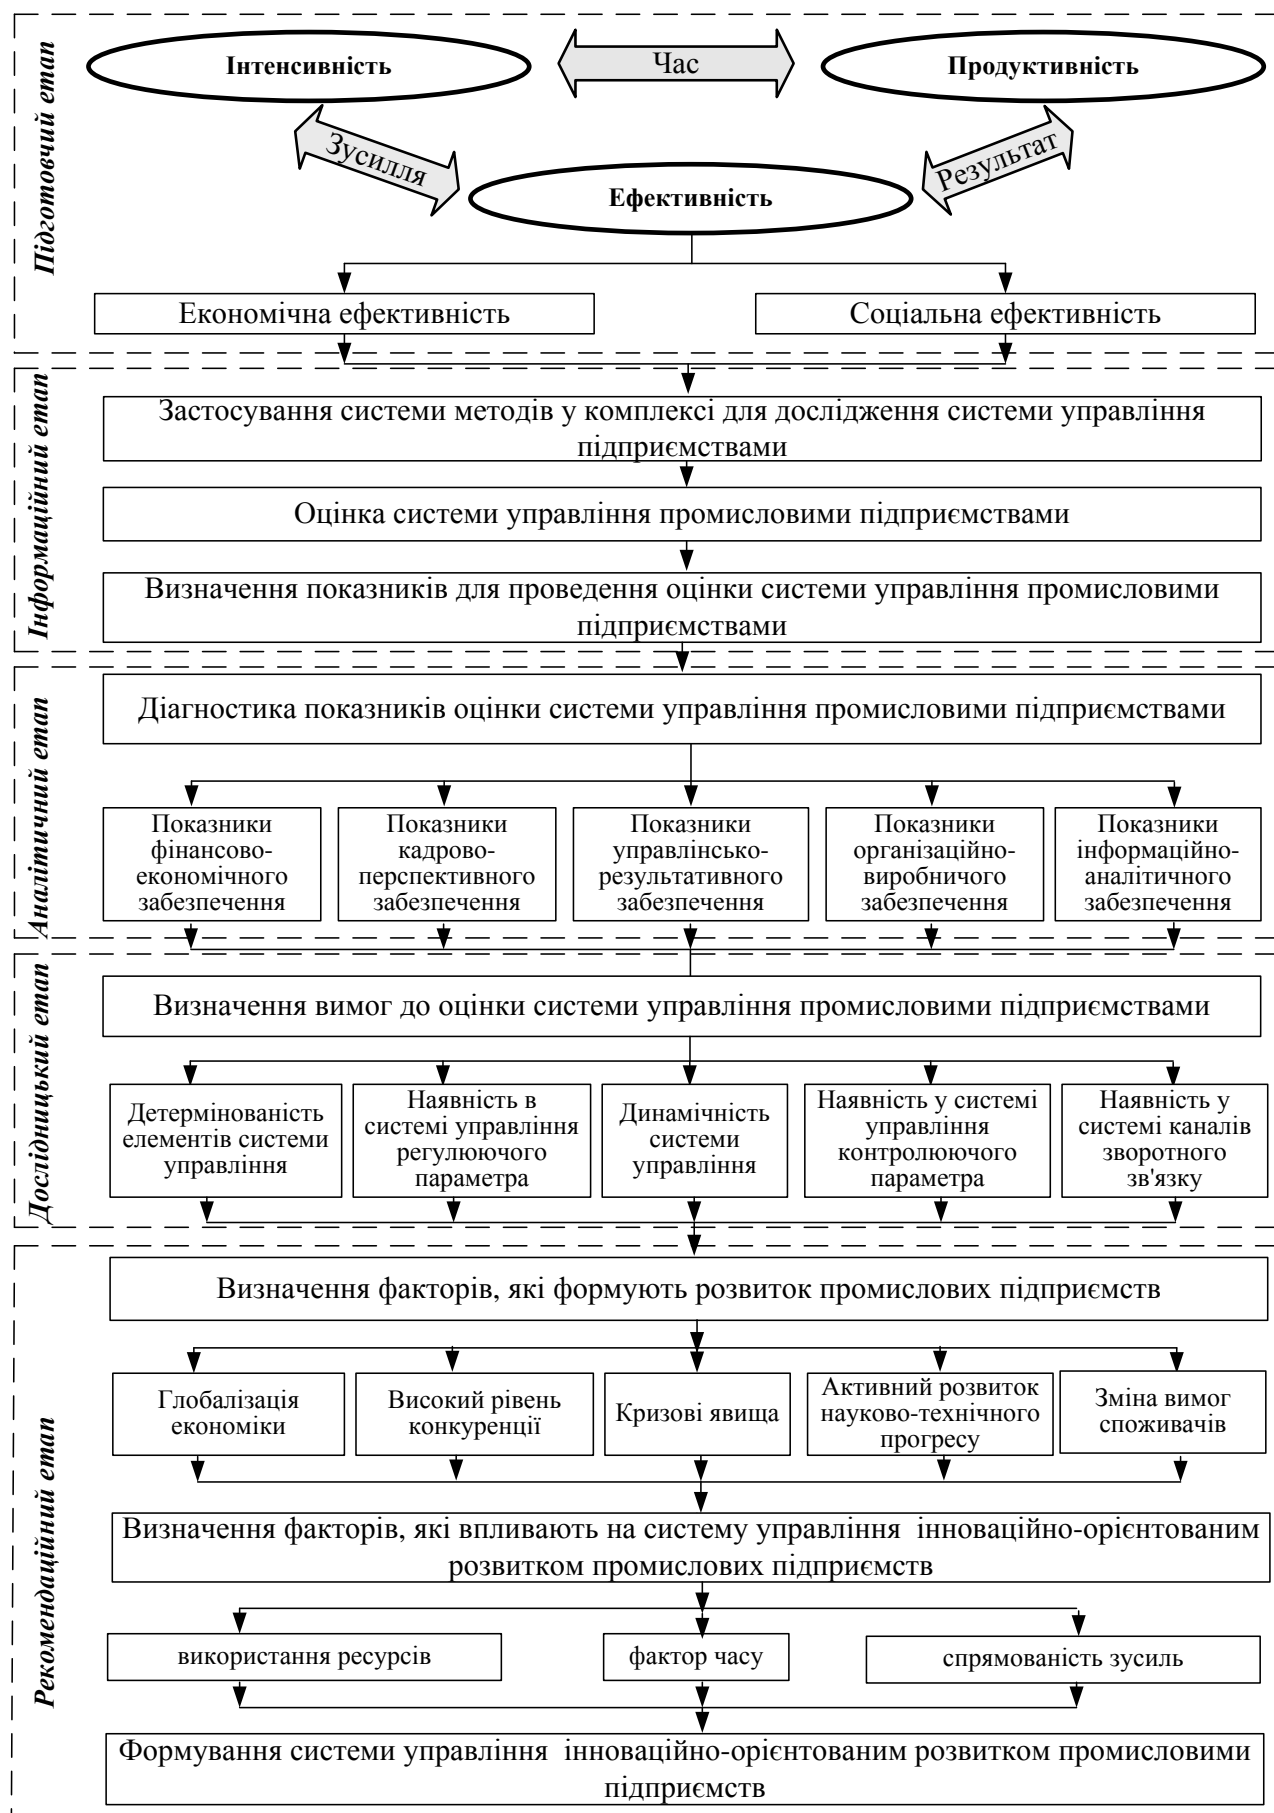 Підготовчий етап
Інтенсивність
Час
Продуктивність
Зусилля
Результат
Ефективність
Економічна ефективність
Соціальна ефективність
Інформаційний етап
Застосування системи методів у комплексі для дослідження системи управління
підприємствами
Оцінка системи управління промисловими підприємствами
Визначення показників для проведення оцінки системи управління промисловими
підприємствами
Аналітичний етап
Діагностика показників оцінки системи управління промисловими підприємствами
Показники
фінансово-
економічного
забезпечення
Показники
кадрово-
перспективного
забезпечення
Показники
управлінсько-
результативного
забезпечення
Показники
організаційно-
виробничого
забезпечення
Показники
інформаційно-
аналітичного
забезпечення
Дослідницький етап
Визначення вимог до оцінки системи управління промисловими підприємствами
Детермінованість
елементів системи
управління
Наявність в
системі управління
регулюючого
параметра
Динамічність
системи
управління
Наявність у системі
управління
контролюючого
параметра
Наявність у
системі каналів
зворотного
зв'язку
Рекомендаційний етап
Визначення факторів, які формують розвиток промислових підприємств
Глобалізація
економіки
Високий рівень
конкуренції
Кризові явища
Активний розвиток
науково-технічного
прогресу
Зміна вимог
споживачів
Визначення факторів, які впливають на систему управління інноваційно-орієнтованим
розвитком промислових підприємств
використання ресурсів
фактор часу
спрямованість зусиль
Формування системи управління інноваційно-орієнтованим розвитком промисловими
підприємств